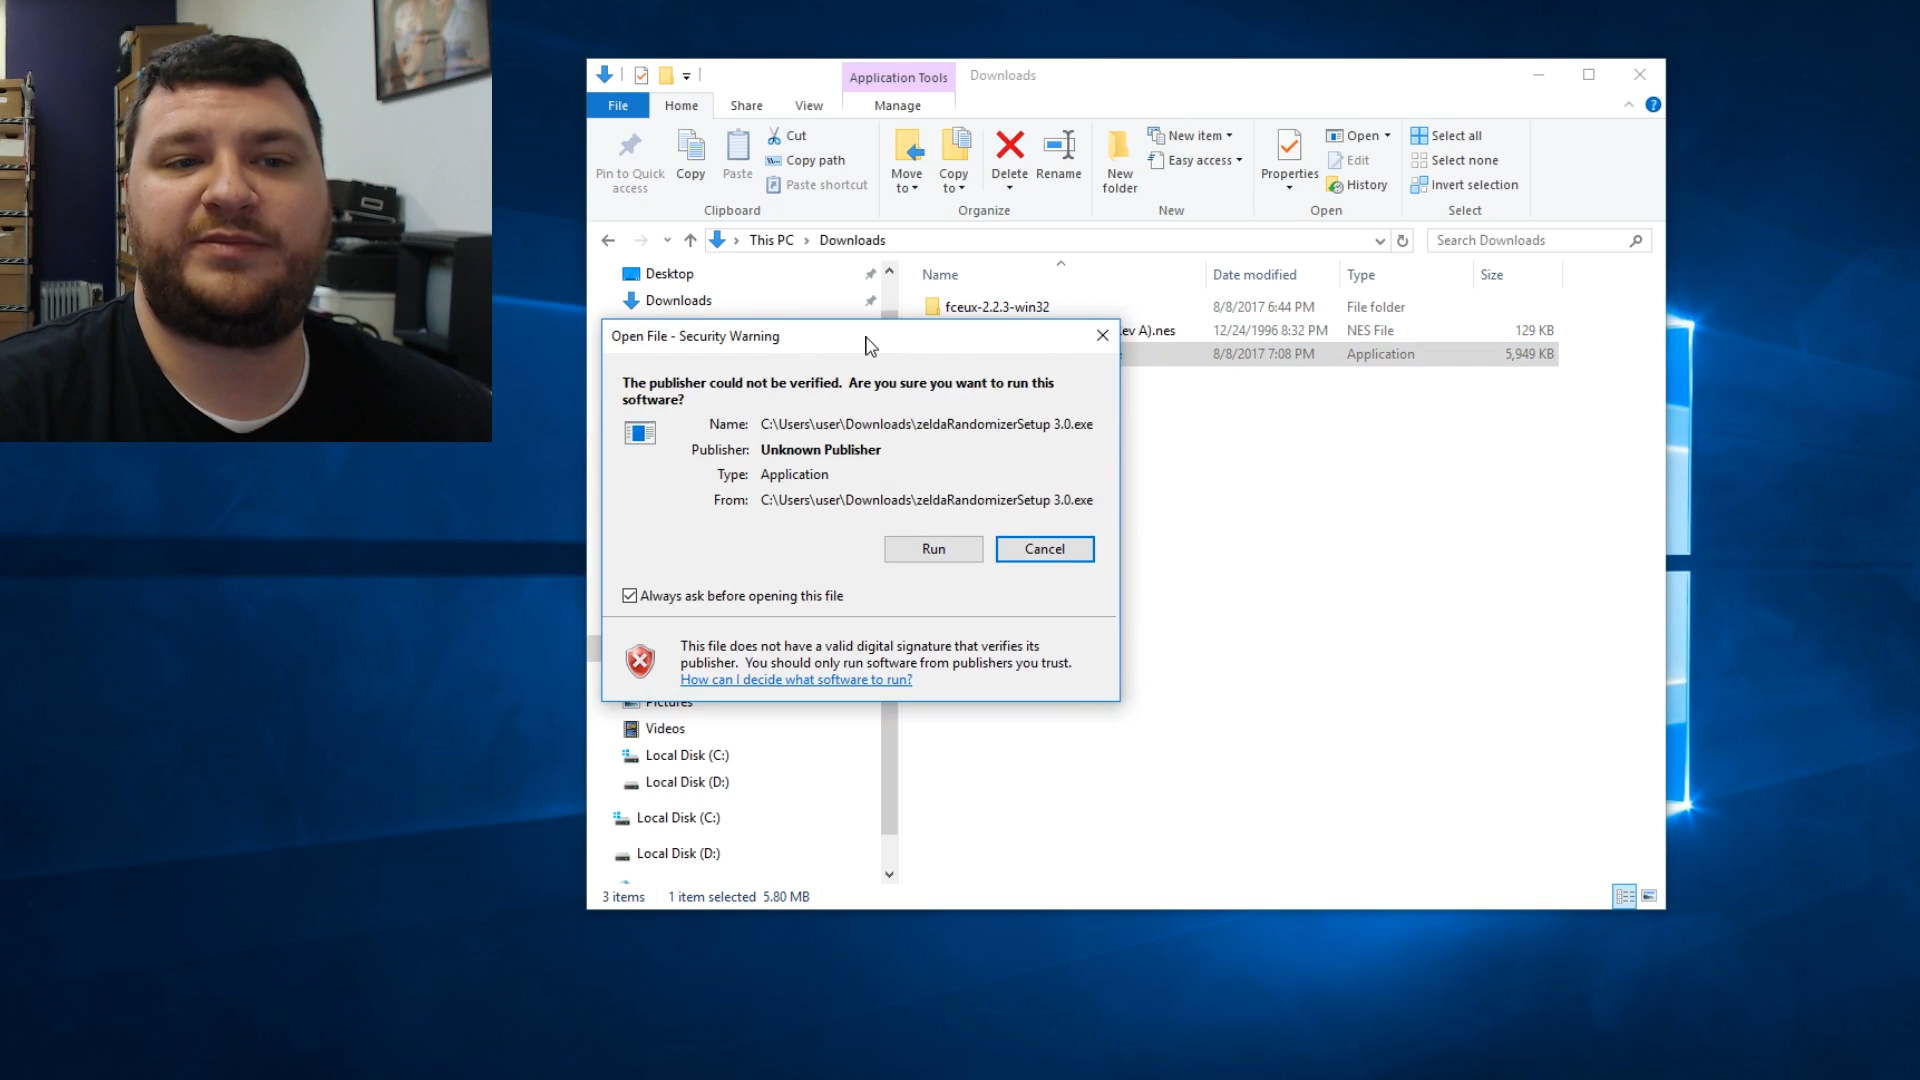 Application Tools
Downloads
File
Home
Share
View
Manage
Pin to Quick access
Copy
Paste
Cut
Copy path
Paste shortcut
Clipboard
Move to
Copy to
Delete
Rename
Organize
New folder
New item
Easy access
New
Properties
Open
Edit
History
Open
Select all
Select none
Invert selection
Select
This PC
Downloads
Search Downloads
Desktop
Downloads
Name
Date modified
Type
Size
fceux-2.2.3-win32
8/8/2017 6:44 PM
File folder
ev A).nes
12/24/1996 8:32 PM
NES File
129 KB
8/8/2017 7:08 PM
Application
5,949 KB
Open File - Security Warning
The publisher could not be verified.  Are you sure you want to run this
software?
Name: C:\Users\user\Downloads\zeldaRandomizerSetup 3.0.exe
Publisher: Unknown Publisher
Type: Application
From: C:\Users\user\Downloads\zeldaRandomizerSetup 3.0.exe
Run
Cancel
Always ask before opening this file
This file does not have a valid digital signature that verifies its
publisher.  You should only run software from publishers you trust.
How can I decide what software to run?
Pictures
Videos
Local Disk (C:)
Local Disk (D:)
Local Disk (C:)
Local Disk (D:)
3 items
1 item selected  5.80 MB